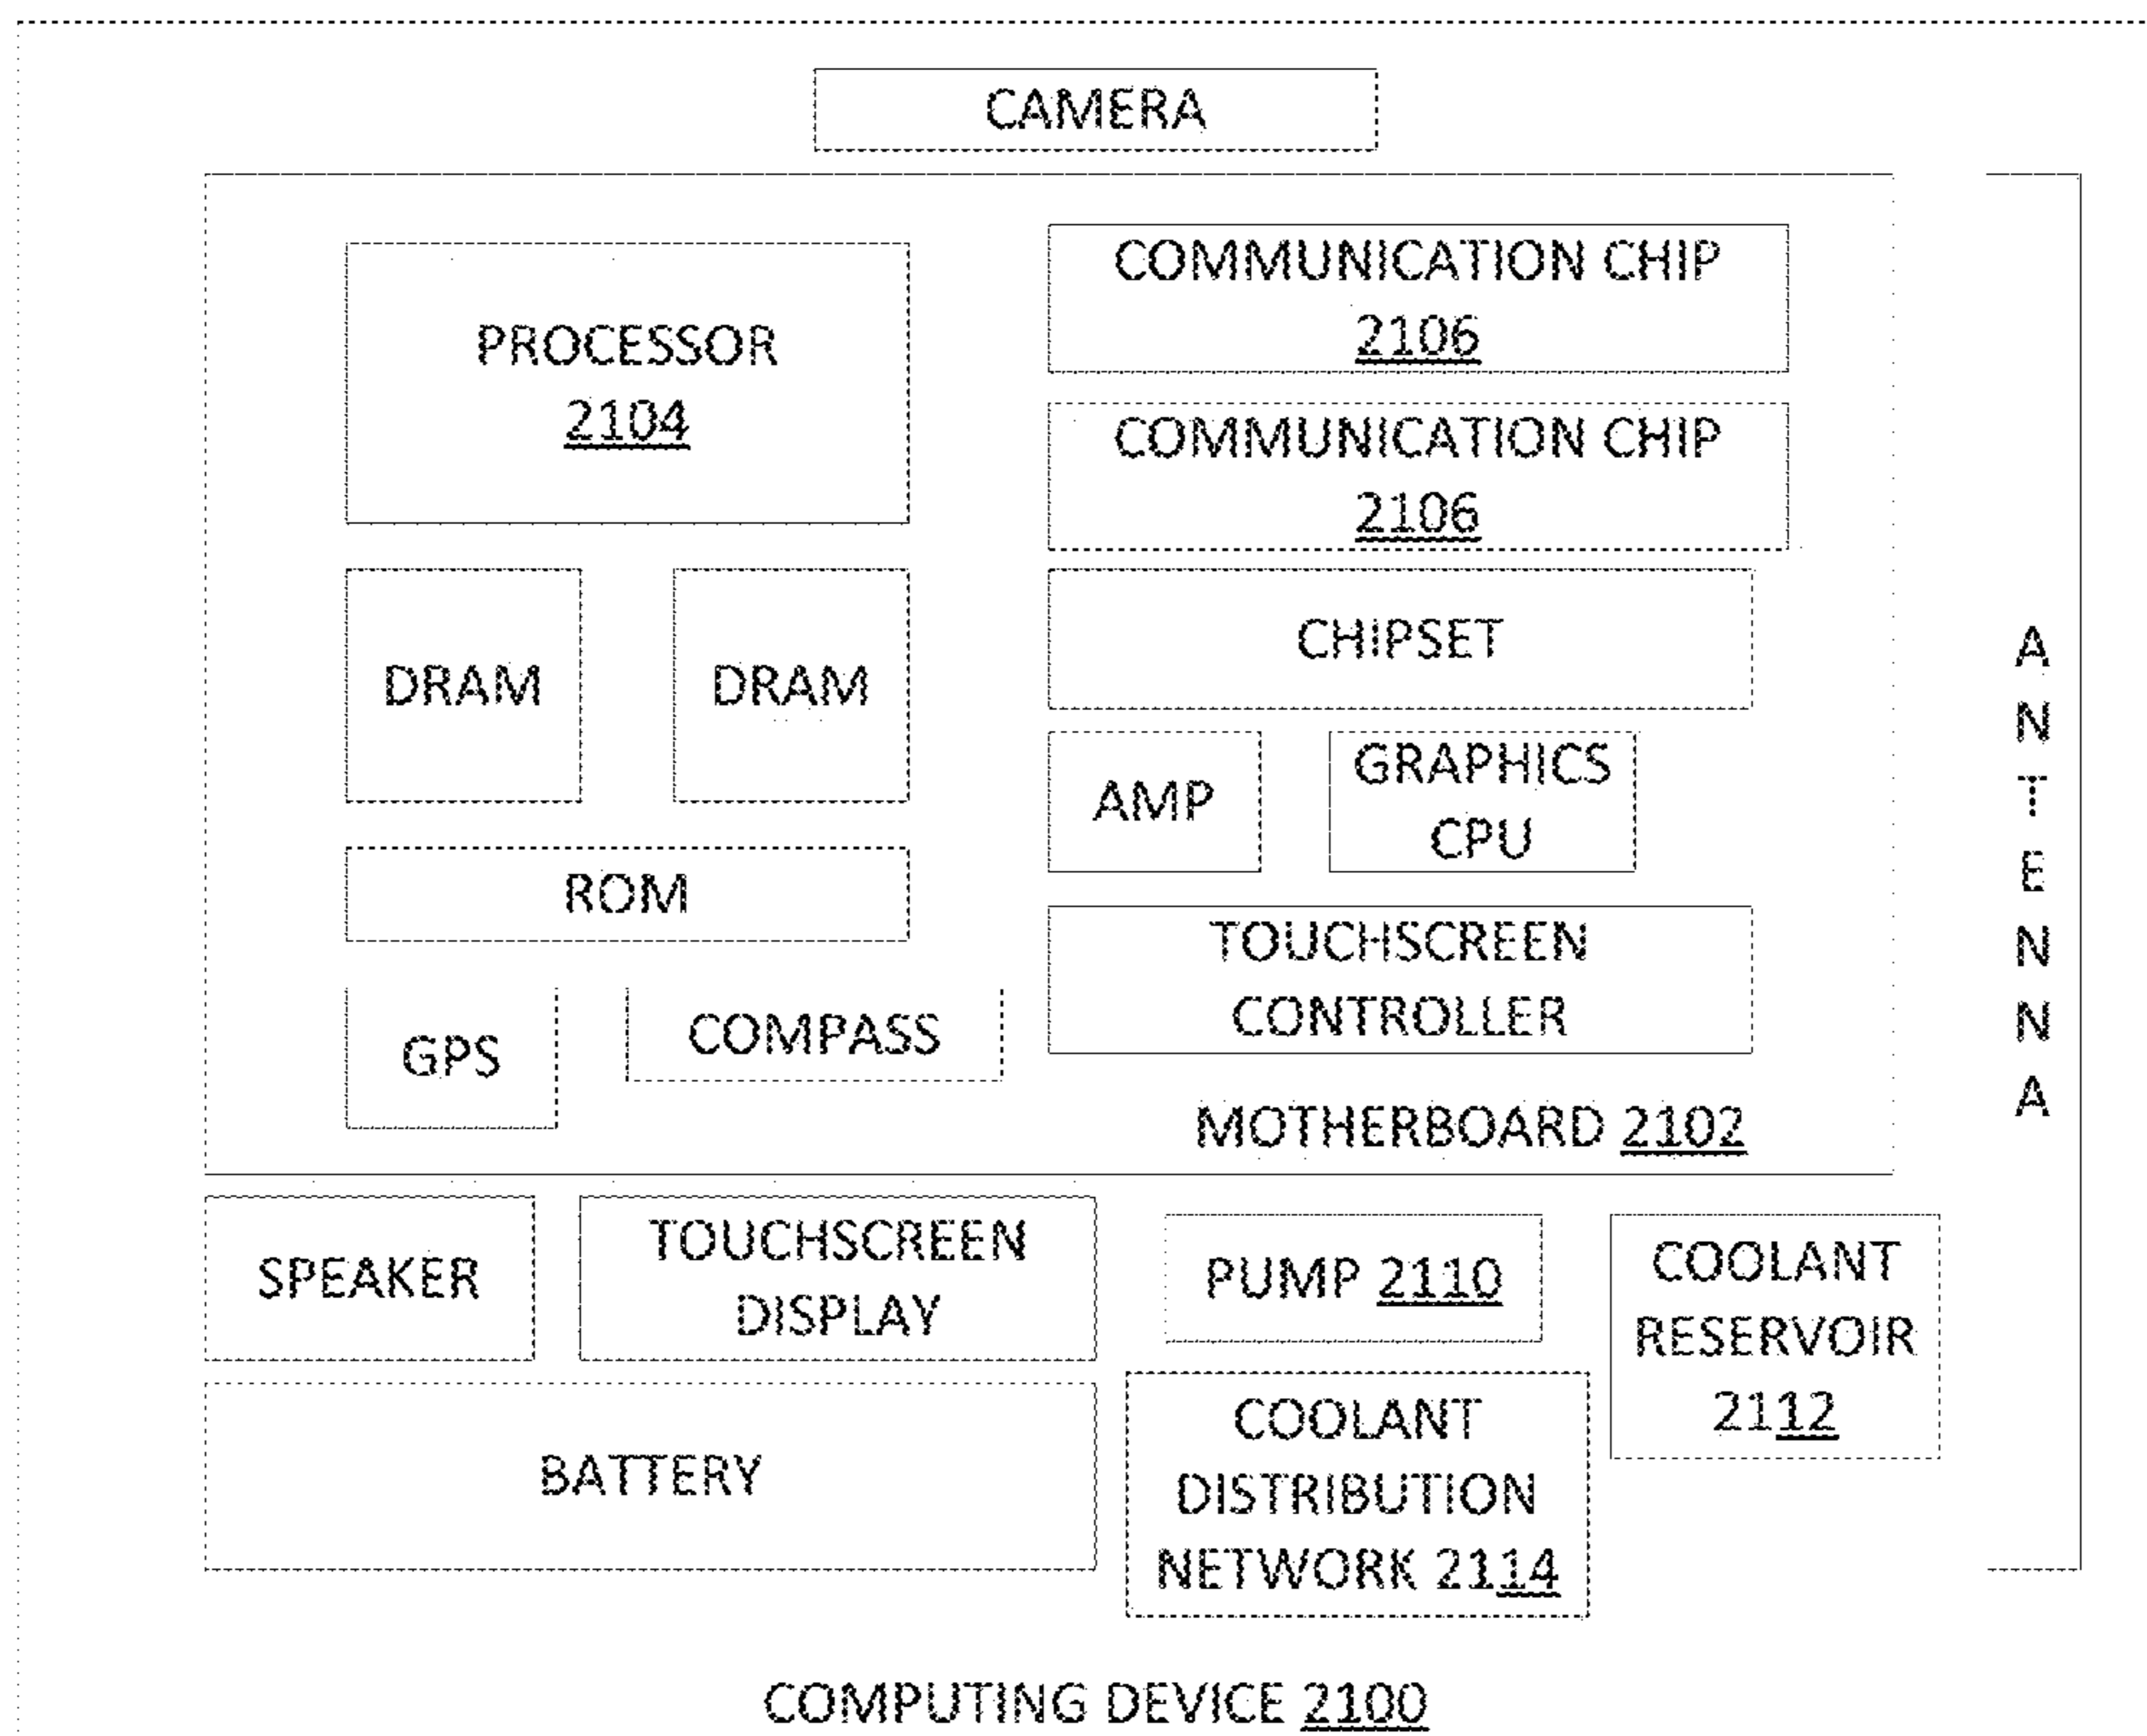 CAMERA
PROCESSOR
2104
COMMUNICATION CHIP
2106
COMMUNICATION CHIP
2106
DRAM
DRAM
CHIPSET
AMP
GRAPHICS
CPU
ROM
TOUCHSCREEN
CONTROLLER
GPS
COMPASS
MOTHERBOARD 2102
ANTENNA
SPEAKER
TOUCHSCREEN
DISPLAY
PUMP 2110
COOLANT
RESERVOIR
2112
BATTERY
COOLANT
DISTRIBUTION
NETWORK 2114
COMPUTING DEVICE 2100